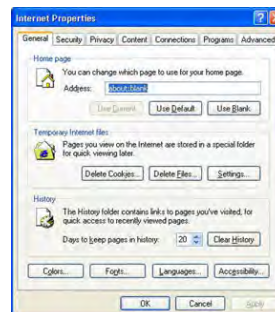 Internet Properties
General Security Privacy Content Connections Programs Advanced
Home page
You can change which page to use for your home page.
Address: about:blank
Use Current Use Default Use Blank
Temporary Internet files
Pages you view on the Internet are stored in a special folder
for quick viewing later.
Delete Cookies... Delete Files... Settings...
History
The History folder contains links to pages you've visited, for
quick access to recently viewed pages.
Days to keep pages in history: 20 Clear History
Colors... Fonts... Languages... Accessibility...
OK Cancel Apply